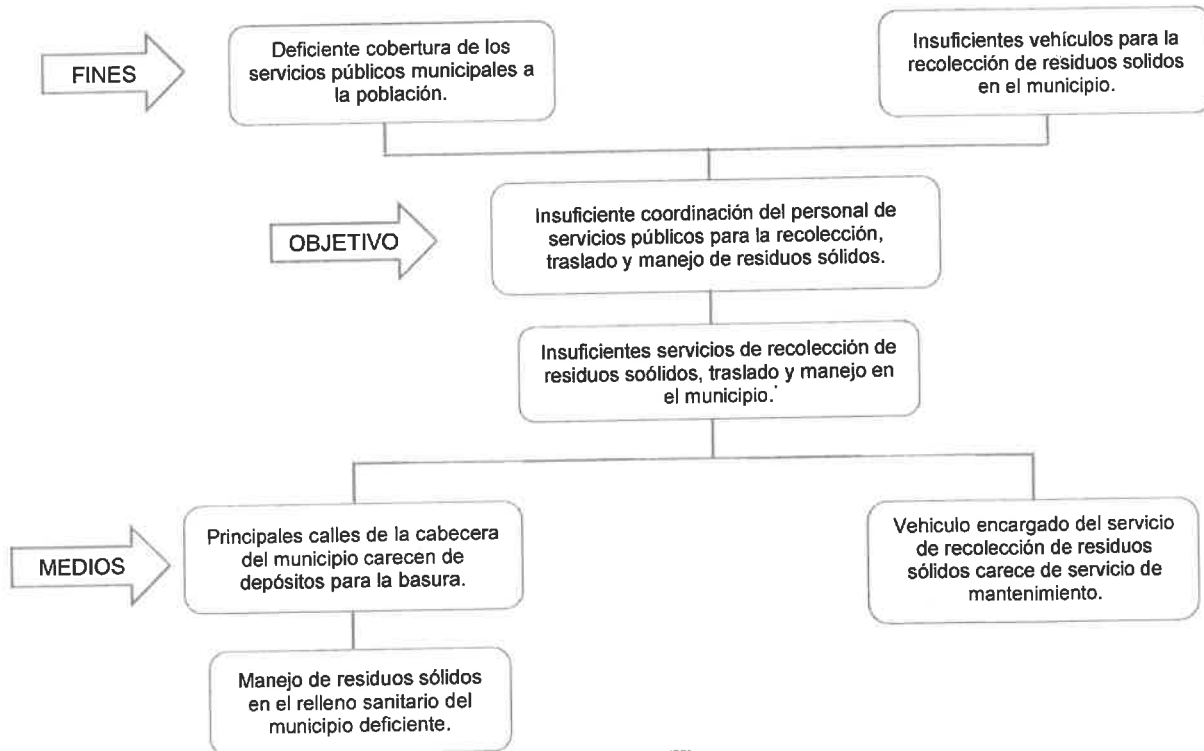 FINES
Deficiente cobertura de los
servicios públicos municipales a
la población.
Insuficientes vehículos para la
recolección de residuos solidos
en el municipio.
OBJETIVO
Insuficiente coordinación del personal de
servicios públicos para la recolección,
traslado y manejo de residuos sólidos.
Insuficientes servicios de recolección de
residuos soólidos, traslado y manejo en
el municipio.
MEDIOS
Principales calles de la cabecera
del municipio carecen de
depósitos para la basura.
Vehiculo encargado del servicio
de recolección de residuos
sólidos carece de servicio de
mantenimiento.
Manejo de residuos sólidos
en el relleno sanitario del
municipio deficiente.